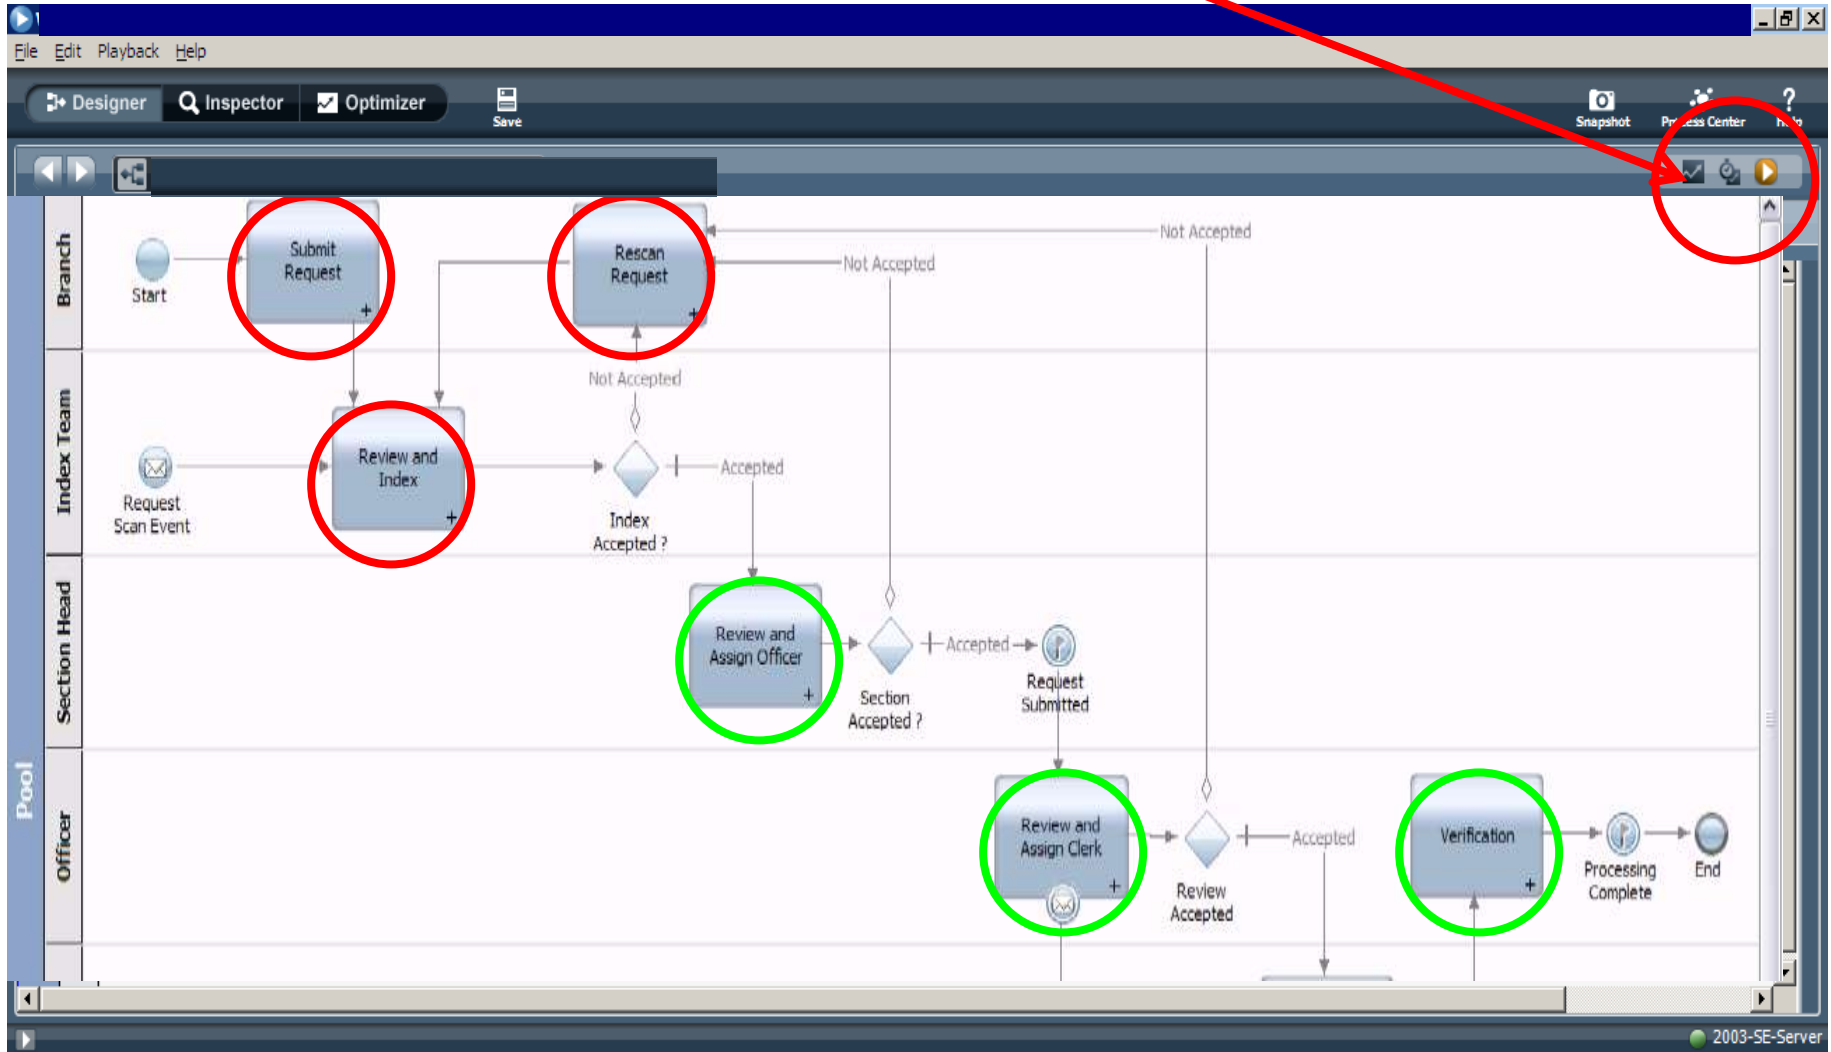 File Edit Playback Help
Designer Inspector Optimizer Save Snapshot Process Center Help
Branch
Start
Submit
Request
Rescan
Request
Not Accepted
Not Accepted
Not Accepted
Index Team
Request
Scan Event
Review and
Index
Index
Accepted ?
Accepted
Section Head
Review and
Assign Officer
Section
Accepted ?
Accepted
Request
Submitted
Pool
Officer
Review and
Assign Clerk
Review
Accepted
Accepted
Verification
Processing
Complete
End
2003-SE-Server